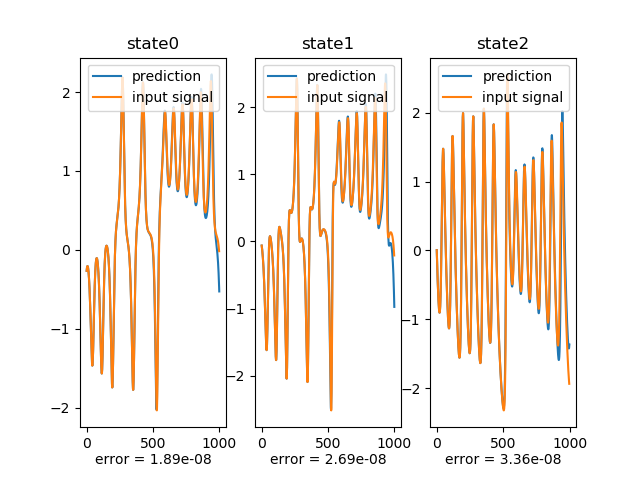 state0
prediction
input signal
2
1
0
−1
−2
0
500
1000
error = 1.89e-08
state1
prediction
input signal
2
1
0
−1
−2
0
500
1000
error = 2.69e-08
state2
prediction
input signal
2
1
0
−1
−2
0
500
1000
error = 3.36e-08